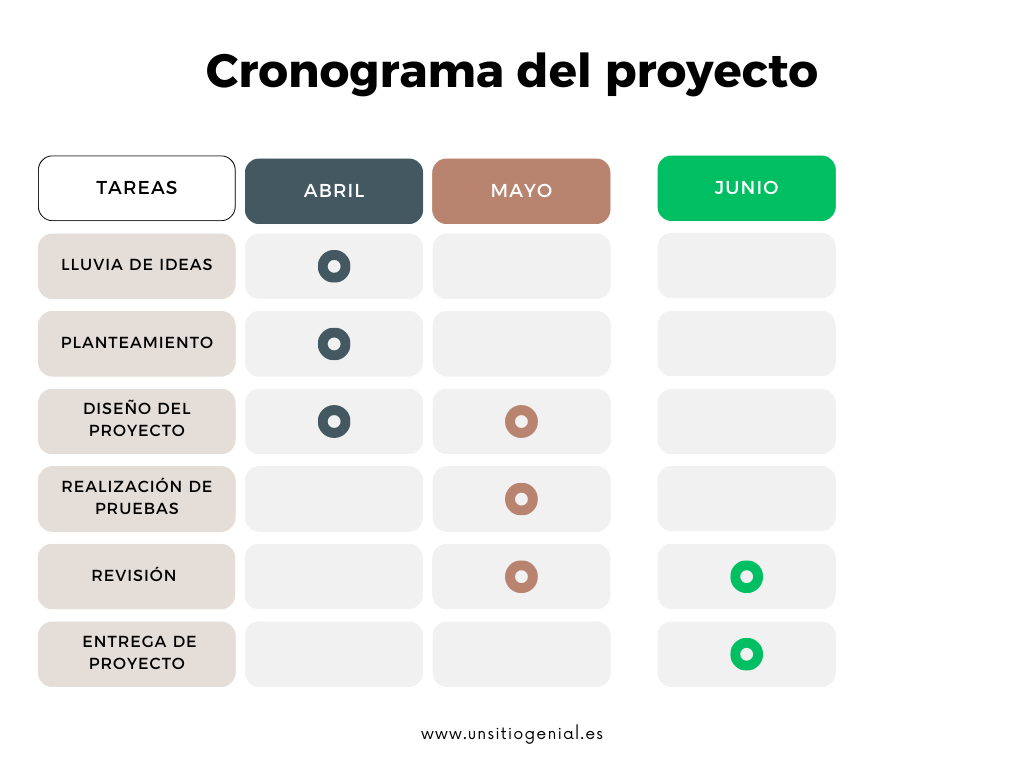 Cronograma del proyecto
TAREAS
ABRIL
MAYO
JUNIO
LLUVIA DE IDEAS
PLANTEAMIENTO
DISEÑO DEL
PROYECTO
REALIZACIÓN DE
PRUEBAS
REVISIÓN
ENTREGA DE
PROYECTO
www.unsitiogenial.es